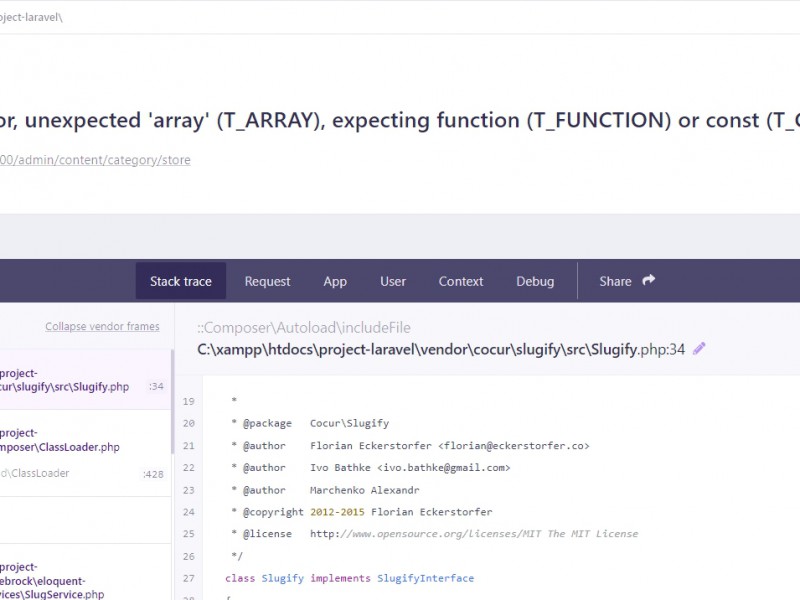 ject-laravel\
or, unexpected 'array' (T_ARRAY), expecting function (T_FUNCTION) or const (T_
00/admin/content/category/store
Stack trace Request App User Context Debug Share
Collapse vendor frames
::Composer\Autoload\includeFile
C:\xampp\htdocs\project-laravel\vendor\cocur\slugify\src\Slugify.php:34
project-
cur\slugify\src\Slugify.php :34
project-
mposer\ClassLoader.php
d\ClassLoader :428
project-
ebrock\eloquent-
vices\SlugService.php
19 *
20 * @package Cocur\Slugify
21 * @author Florian Eckerstorfer <florian@eckerstorfer.co>
22 * @author Ivo Bathke <ivo.bathke@gmail.com>
23 * @author Marchenko Alexandr
24 * @copyright 2012-2015 Florian Eckerstorfer
25 * @license http://www.opensource.org/licenses/MIT The MIT License
26 */
27 class Slugify implements SlugifyInterface